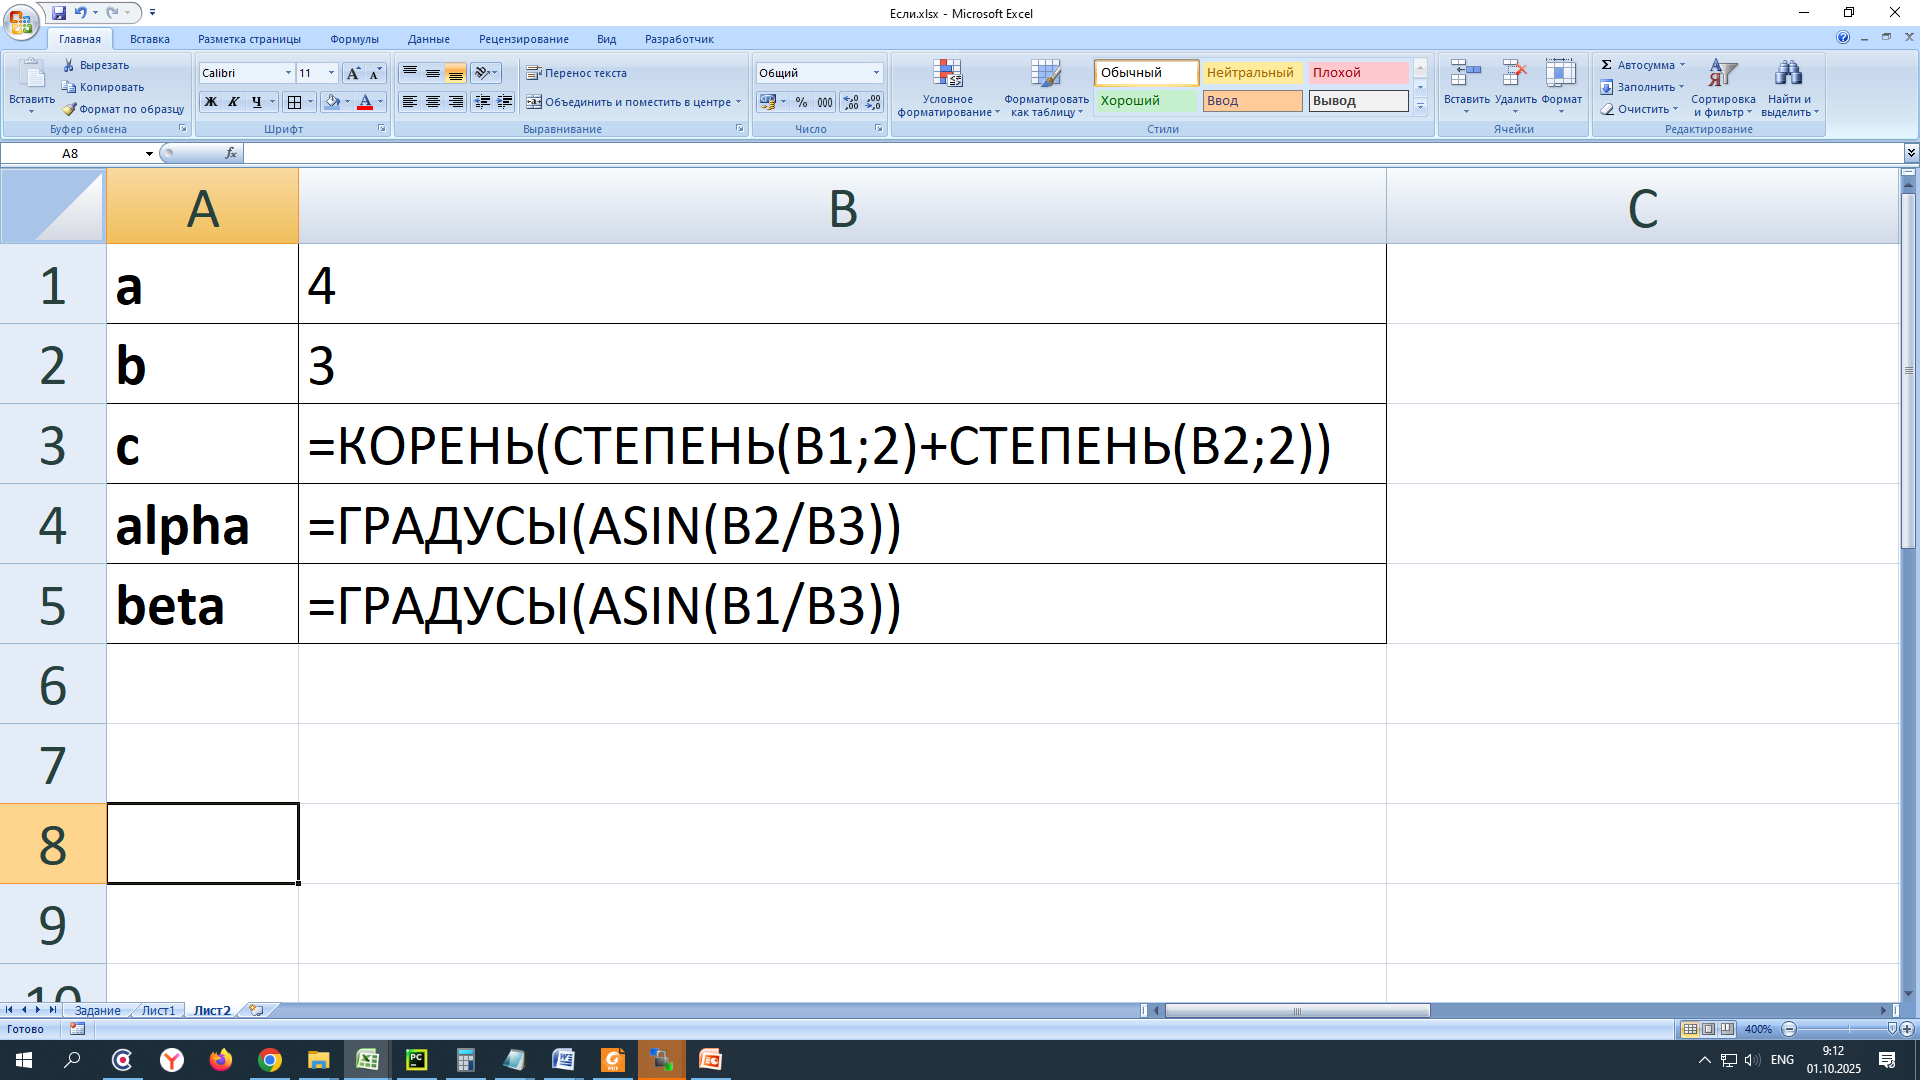 Если.xlsx - Microsoft Excel
Главная Вставка Разметка страницы Формулы Данные Рецензирование Вид Разработчик
Вставить
Вырезать
Копировать
Формат по образцу
Буфер обмена
Calibri 11
Ж К Ч
Шрифт
Перенос текста
Объединить и поместить в центре
Выравнивание
Общий
% 000
Число
Условное форматирование
Форматировать как таблицу
Обычный Нейтральный Плохой
Хороший Ввод Вывод
Стили
Вставить Удалить Формат
Ячейки
Σ Автосумма
Заполнить
Очистить
Сортировка и фильтр
Найти и выделить
Редактирование
A8 fx
A B C
1 a 4
2 b 3
3 c =КОРЕНЬ(СТЕПЕНЬ(B1;2)+СТЕПЕНЬ(B2;2))
4 alpha =ГРАДУСЫ(ASIN(B2/B3))
5 beta =ГРАДУСЫ(ASIN(B1/B3))
6
7
8
9
10
Задание Лист1 Лист2
Готово 400%
ENG 9:12
01.10.2025